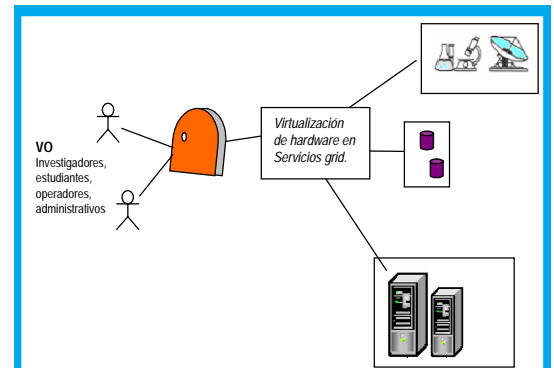 VO
Investigadores,
estudiantes,
operadores,
administrativos
Virtualización
de hardware en
Servicios grid.